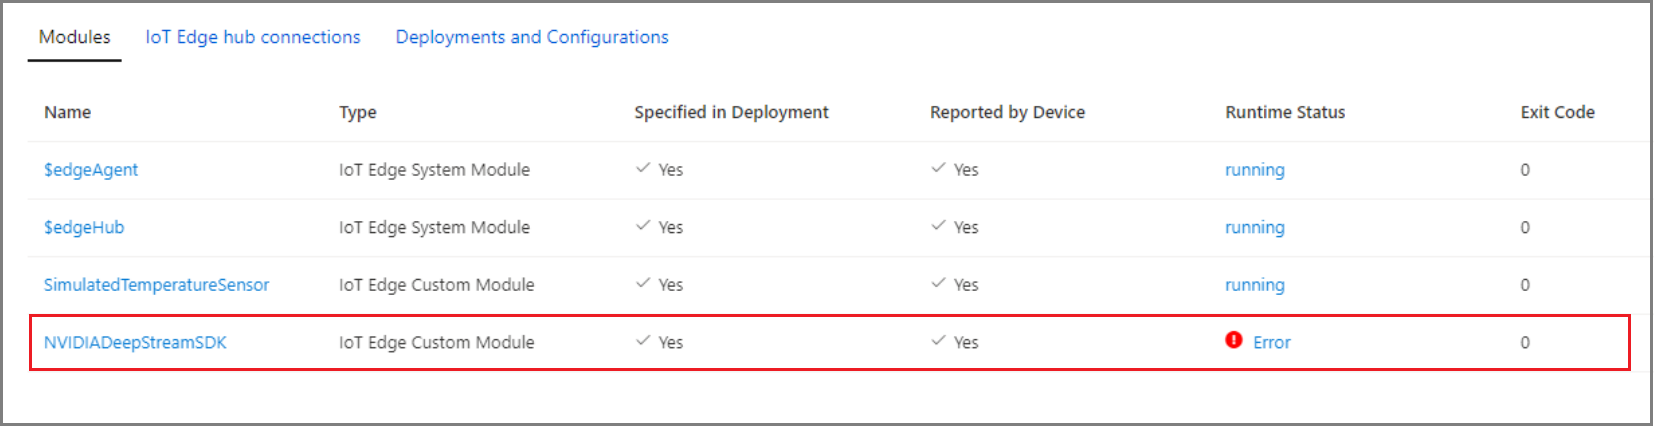 Modules IoT Edge hub connections Deployments and Configurations
Name Type Specified in Deployment Reported by Device Runtime Status Exit Code
$edgeAgent IoT Edge System Module Yes Yes running 0
$edgeHub IoT Edge System Module Yes Yes running 0
SimulatedTemperatureSensor IoT Edge Custom Module Yes Yes running 0
NVIDIADeepStreamSDK IoT Edge Custom Module Yes Yes Error 0